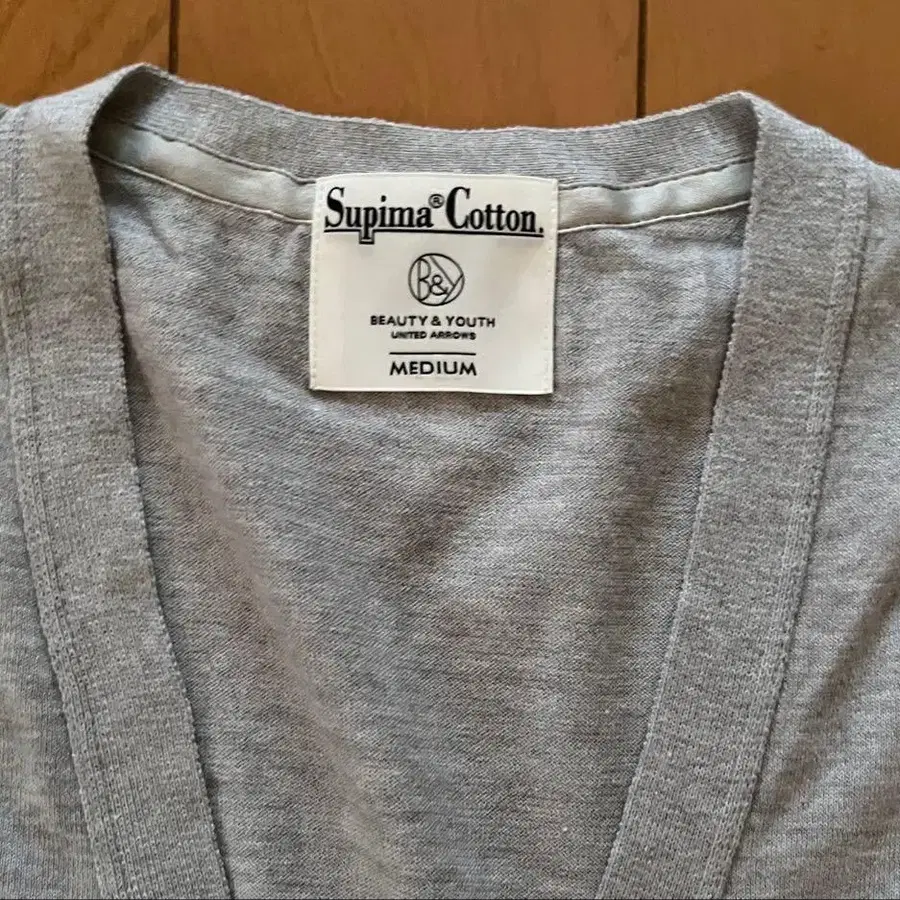 Supima® Cotton.
B&Y
BEAUTY & YOUTH
UNITED ARROWS
MEDIUM